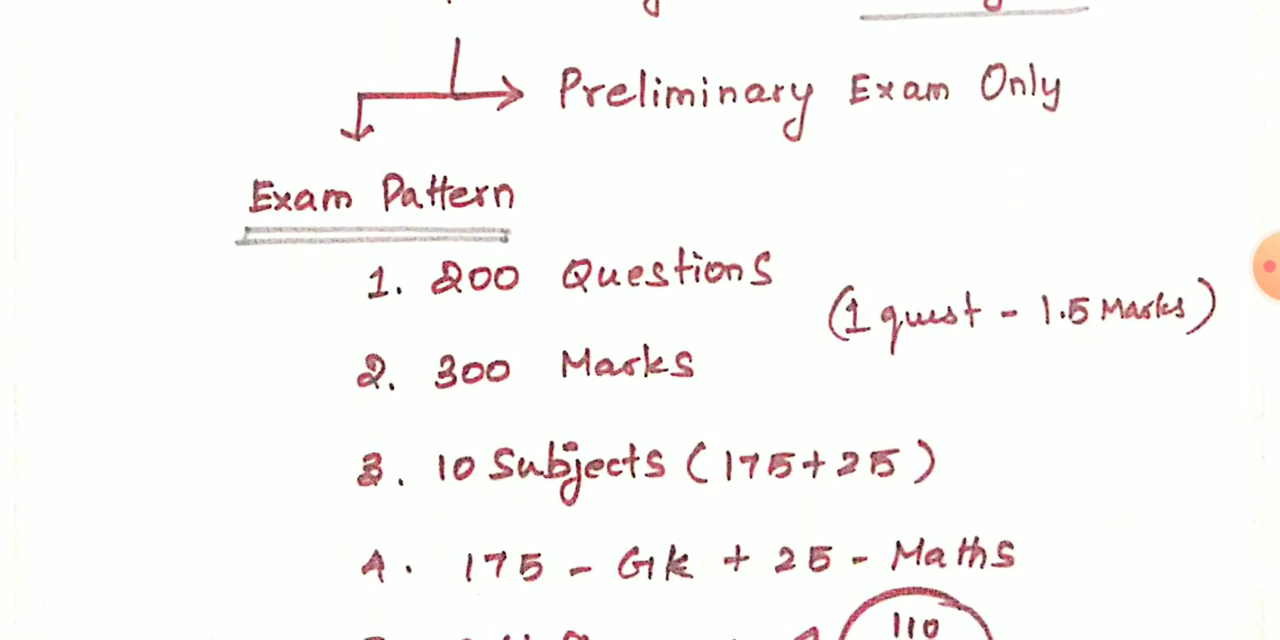 Preliminary Exam Only
Exam Pattern
1. 200 Questions
(1 quest - 1.5 Marks)
2. 300 Marks
3. 10 Subjects (175+25)
4. 175 - GK + 25 - Maths
110